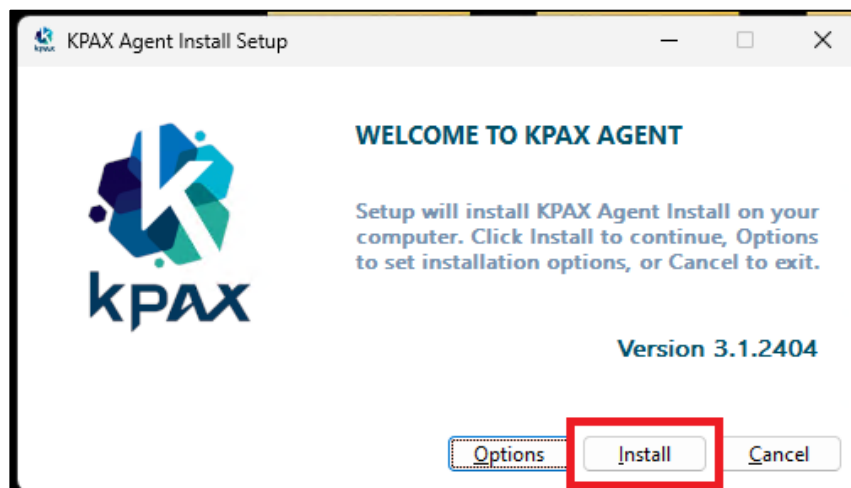 KPAX Agent Install Setup
WELCOME TO KPAX AGENT
Setup will install KPAX Agent Install on your
computer. Click Install to continue, Options
to set installation options, or Cancel to exit.
kpax
Version 3.1.2404
Options
Install
Cancel